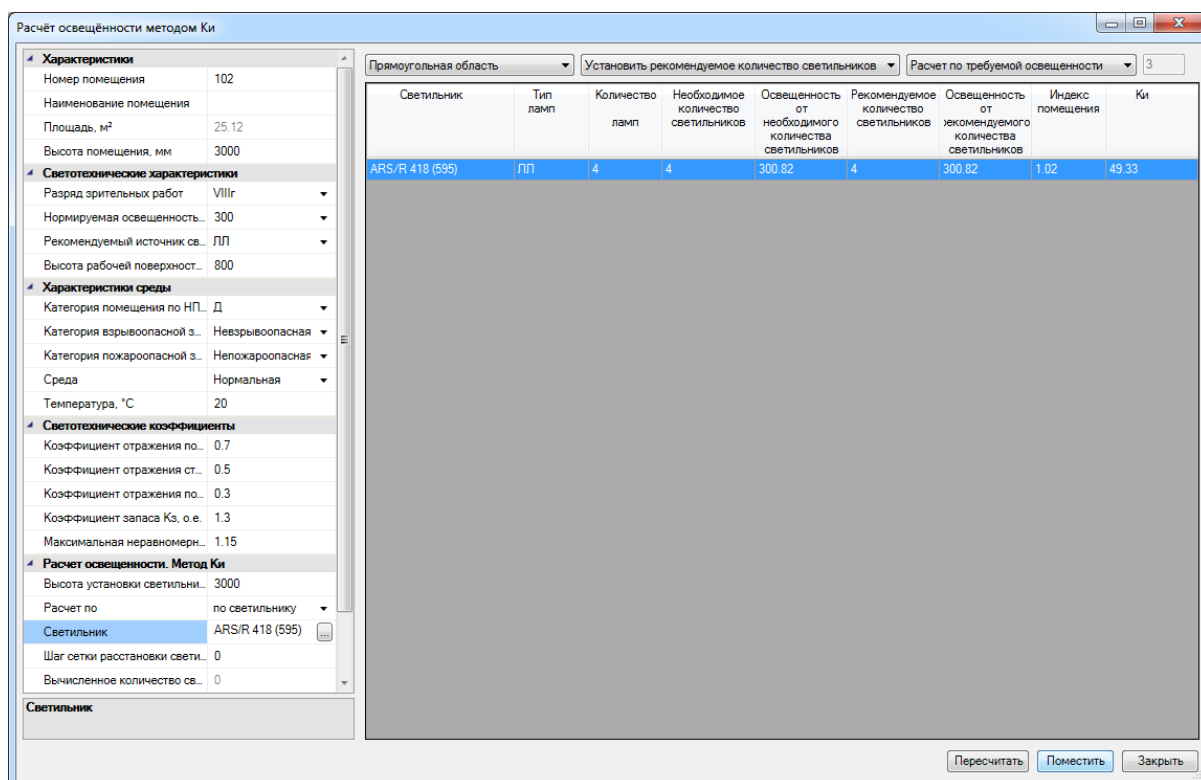 Расчёт освещённости методом Ки
Характеристики
Номер помещения 102
Наименование помещения
Площадь, м² 25.12
Высота помещения, мм 3000
Светотехнические характеристики
Разряд зрительных работ VIIIг
Нормируемая освещенность... 300
Рекомендуемый источник св... ЛЛ
Высота рабочей поверхност... 800
Характеристики среды
Категория помещения по НП... Д
Категория взрывоопасной з... Невзрывоопасная
Категория пожароопасной з... Непожароопасная
Среда Нормальная
Температура, °C 20
Светотехнические коэффициенты
Коэффициент отражения по... 0.7
Коэффициент отражения ст... 0.5
Коэффициент отражения по... 0.3
Коэффициент запаса Кз, о.е. 1.3
Максимальная неравномерн... 1.15
Расчет освещенности. Метод Ки
Высота установки светильни... 3000
Расчет по по светильнику
Светильник ARS/R 418 (595) ...
Шаг сетки расстановки свети... 0
Вычисленное количество св... 0
Светильник
Прямоугольная область Установить рекомендуемое количество светильников Расчет по требуемой освещенности 3
Светильник Тип Количество Необходимое Освещенность Рекомендуемое Освещенность Индекс Ки
ламп количество от количество от помещения
ламп светильников необходимого светильников рекомендуемого
количества количества
светильников светильников
ARS/R 418 (595) ЛЛ 4 4 300.82 4 300.82 1.02 49.33
Пересчитать Поместить Закрыть